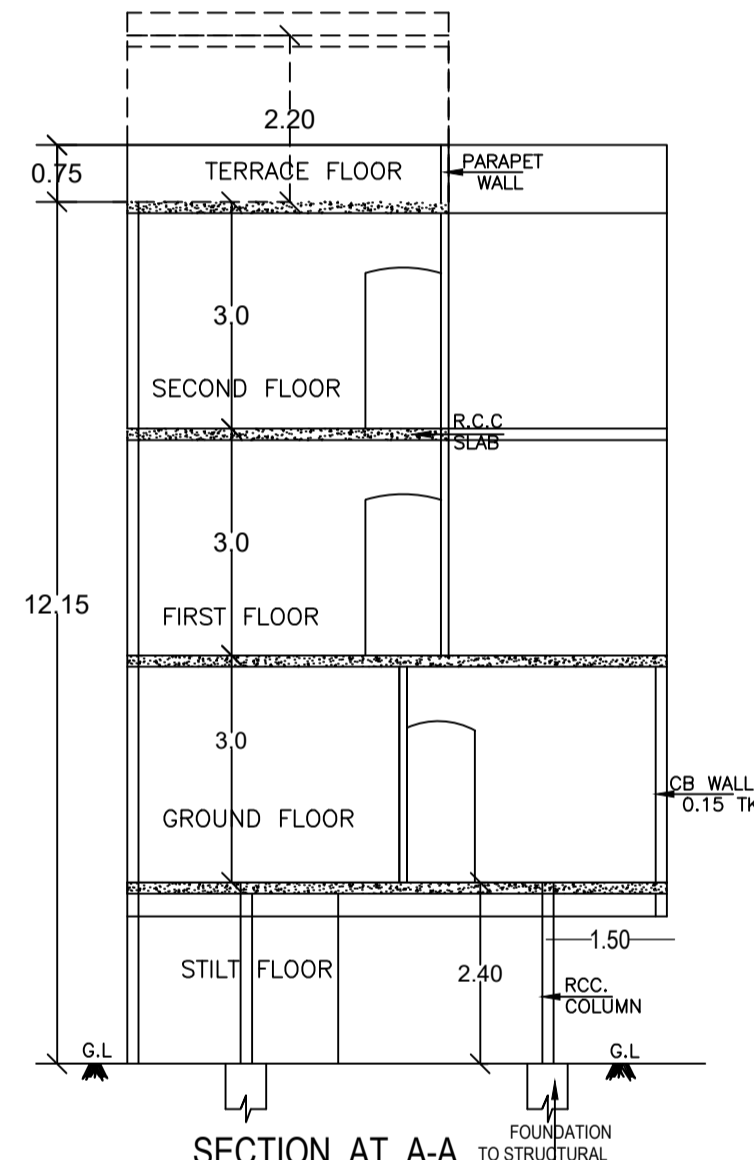 2.20
0.75
TERRACE FLOOR
PARAPET
WALL
3.0
SECOND FLOOR
R.C.C
SLAB
3.0
12.15
FIRST FLOOR
3.0
CB WALL
0.15 TK
GROUND FLOOR
1.50
STILT FLOOR
2.40
RCC.
COLUMN
G.L
G.L
FOUNDATION
TO STRUCTURAL
SECTION AT A-A